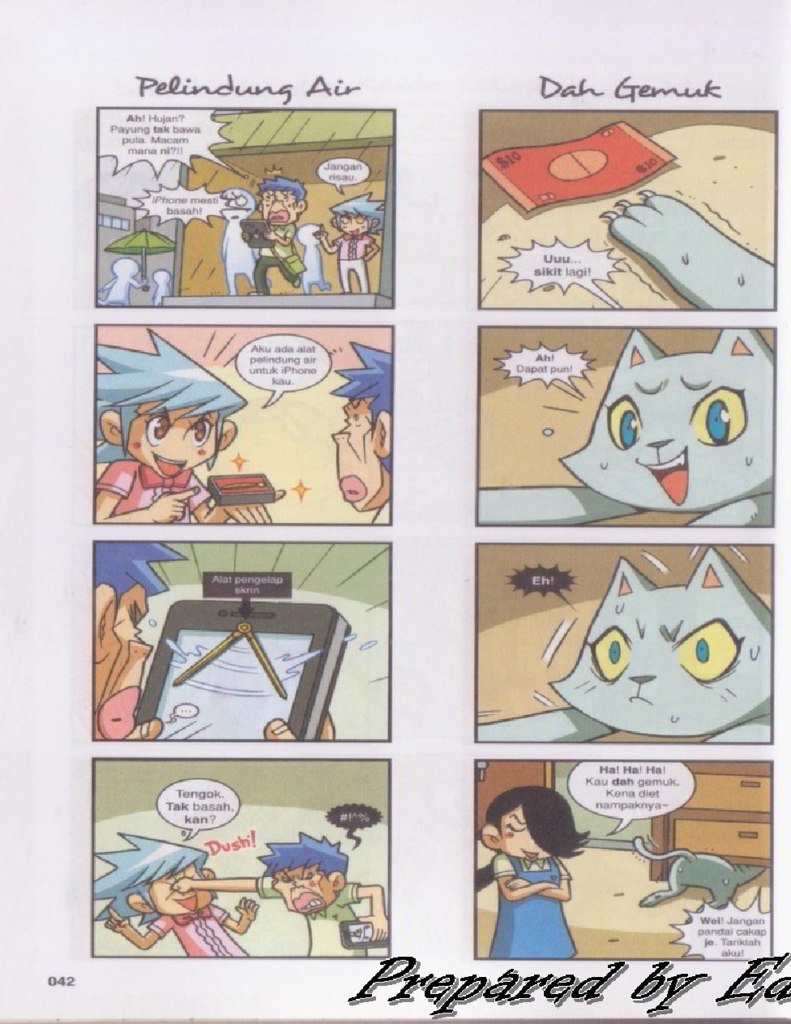 Pelindung Air
Ah! Hujan?
Payung tak bawa
pula. Macam
mana ni?!!
Jangan
risau.
iPhone mesti
basah!
Aku ada alat
pelindung air
untuk iPhone
kau.
Alat pengelap
skrin
...
Tengok.
Tak basah,
kan?
Dush!
#!^%
Dah Gemuk
$10
$10
Uuu...
sikit lagi!
Ah!
Dapat pun!
Eh!
Ha! Ha! Ha!
Kau dah gemuk.
Kena diet
nampaknya~
Wei! Jangan
pandai cakap
je. Tariklah
aku!
042
Prepared by Ed